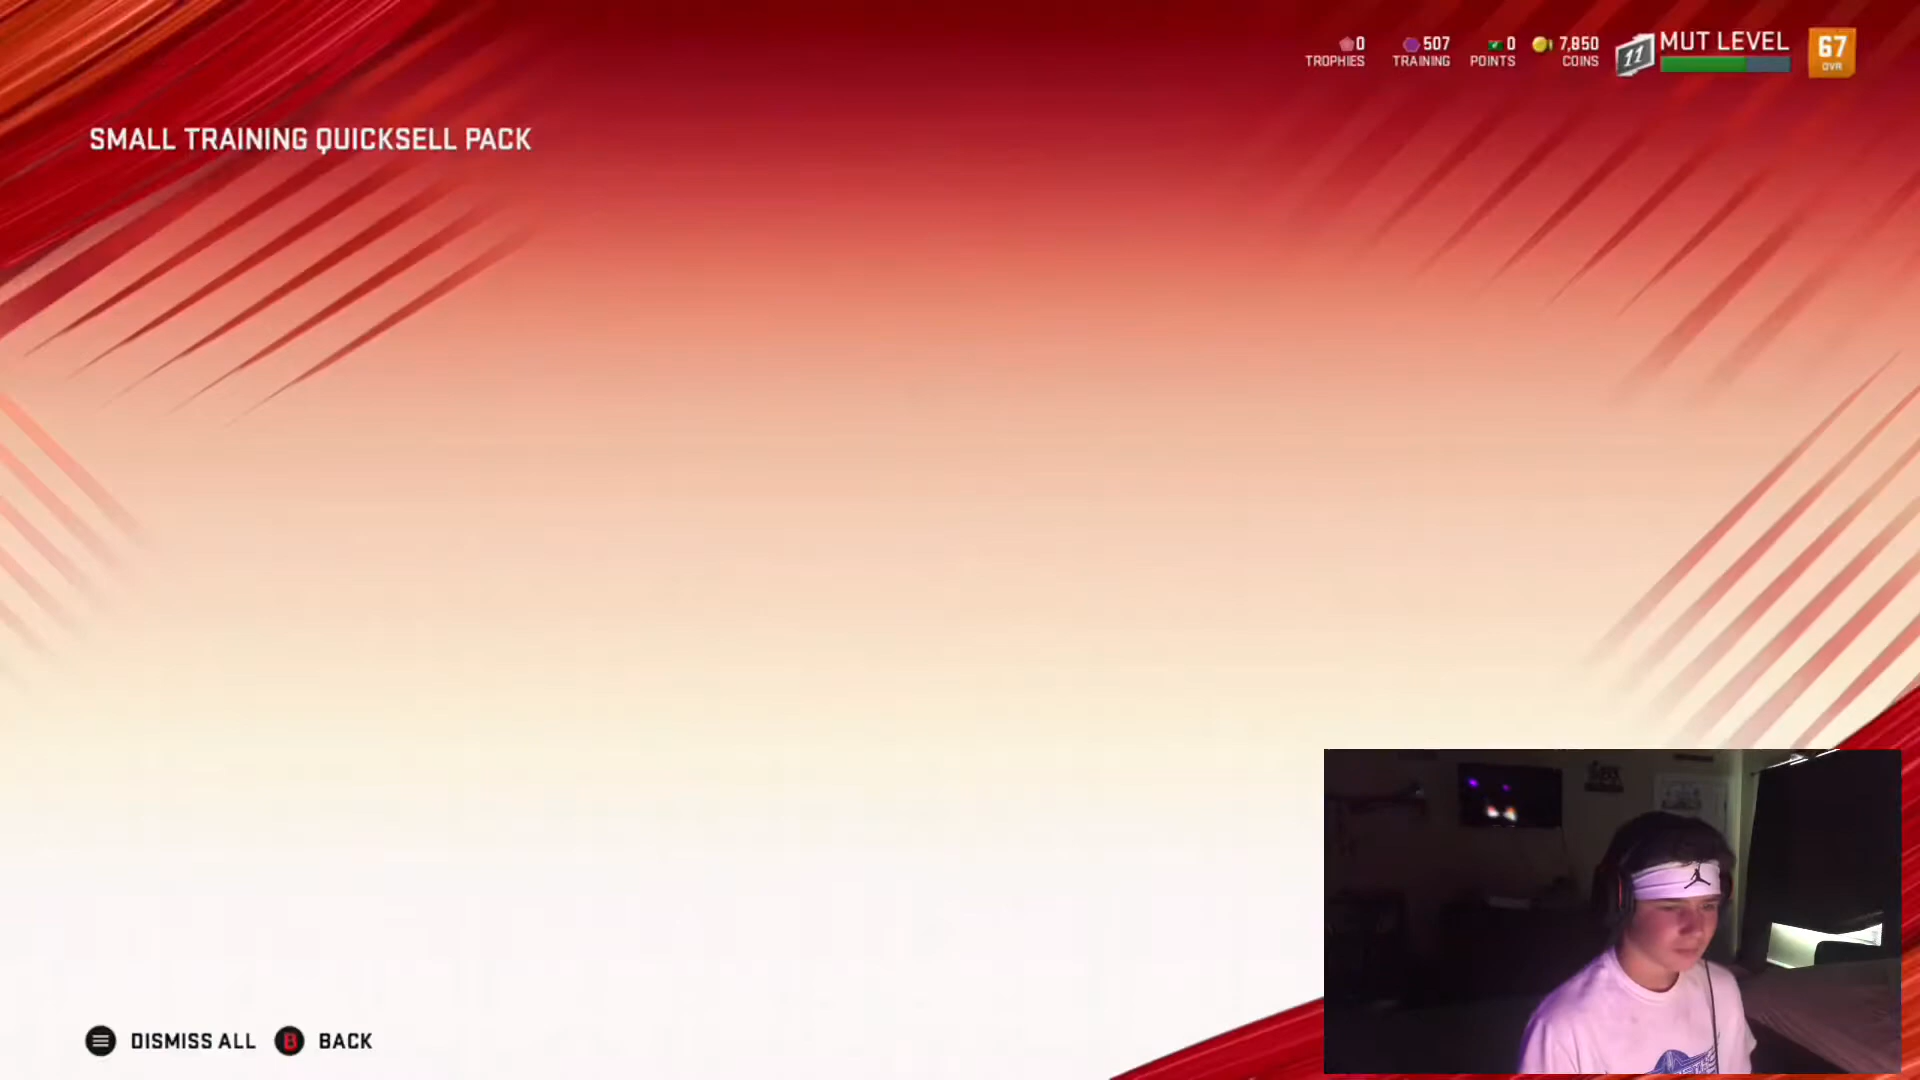 0 507 0 7,850 11 MUT LEVEL 67
TROPHIES TRAINING POINTS COINS OVR
SMALL TRAINING QUICKSELL PACK
DISMISS ALL B BACK